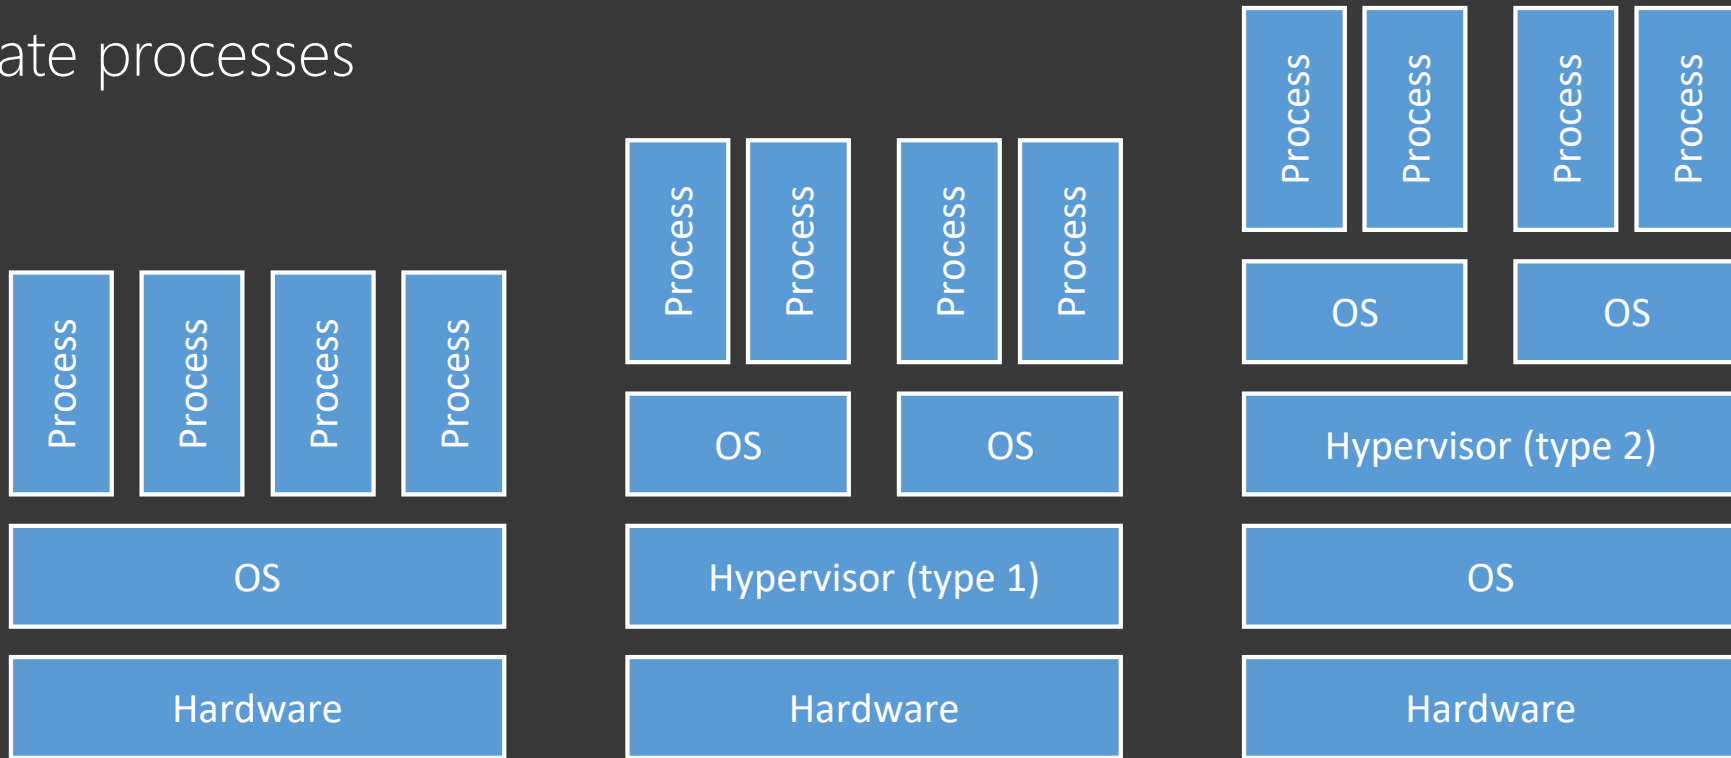 ate processes
Process
Process
Process
Process
OS
Hardware
Process
Process
Process
Process
OS
OS
Hypervisor (type 1)
Hardware
Process
Process
Process
Process
OS
OS
Hypervisor (type 2)
OS
Hardware